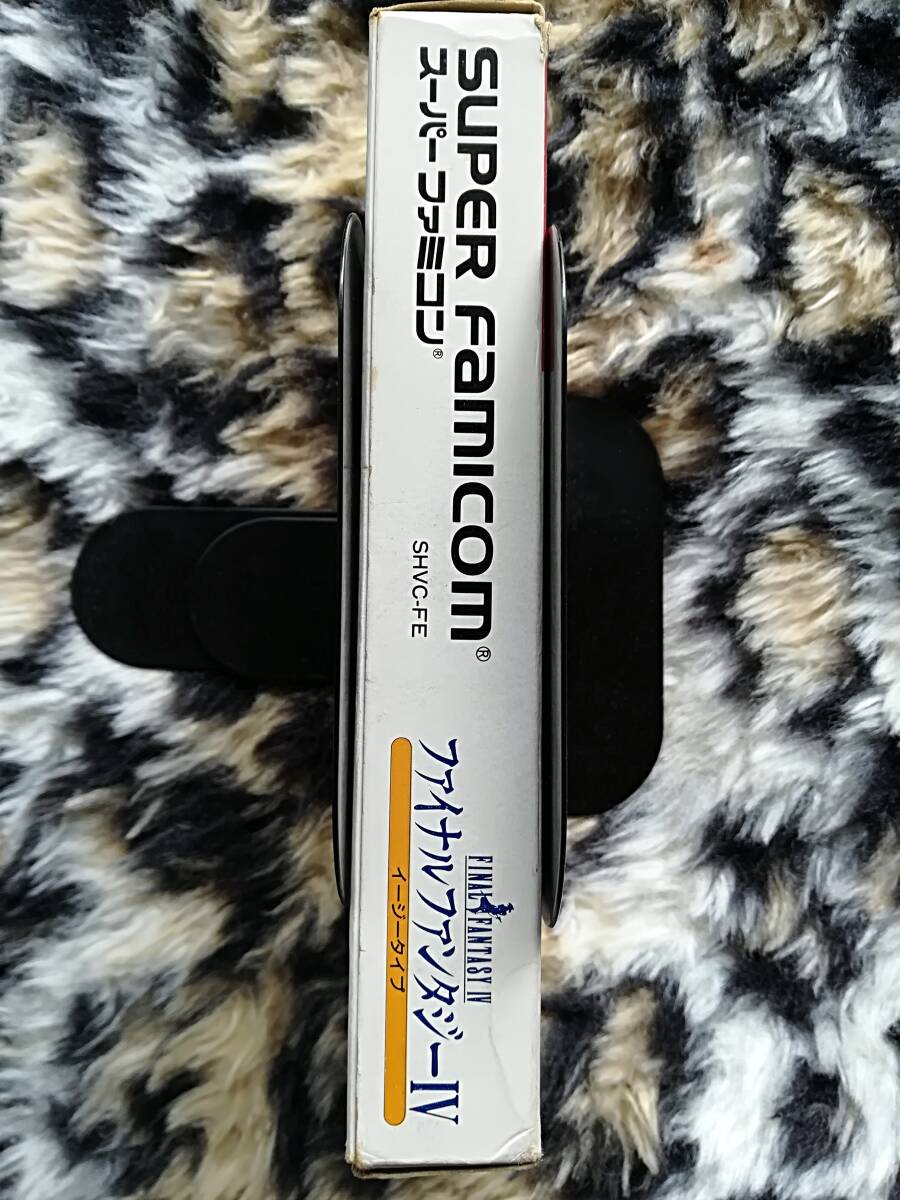 SUPER FAMICOM®
スーパーファミコン®
SHVC-FE
FINAL FANTASY IV
ファイナルファンタジーIV
イージータイプ